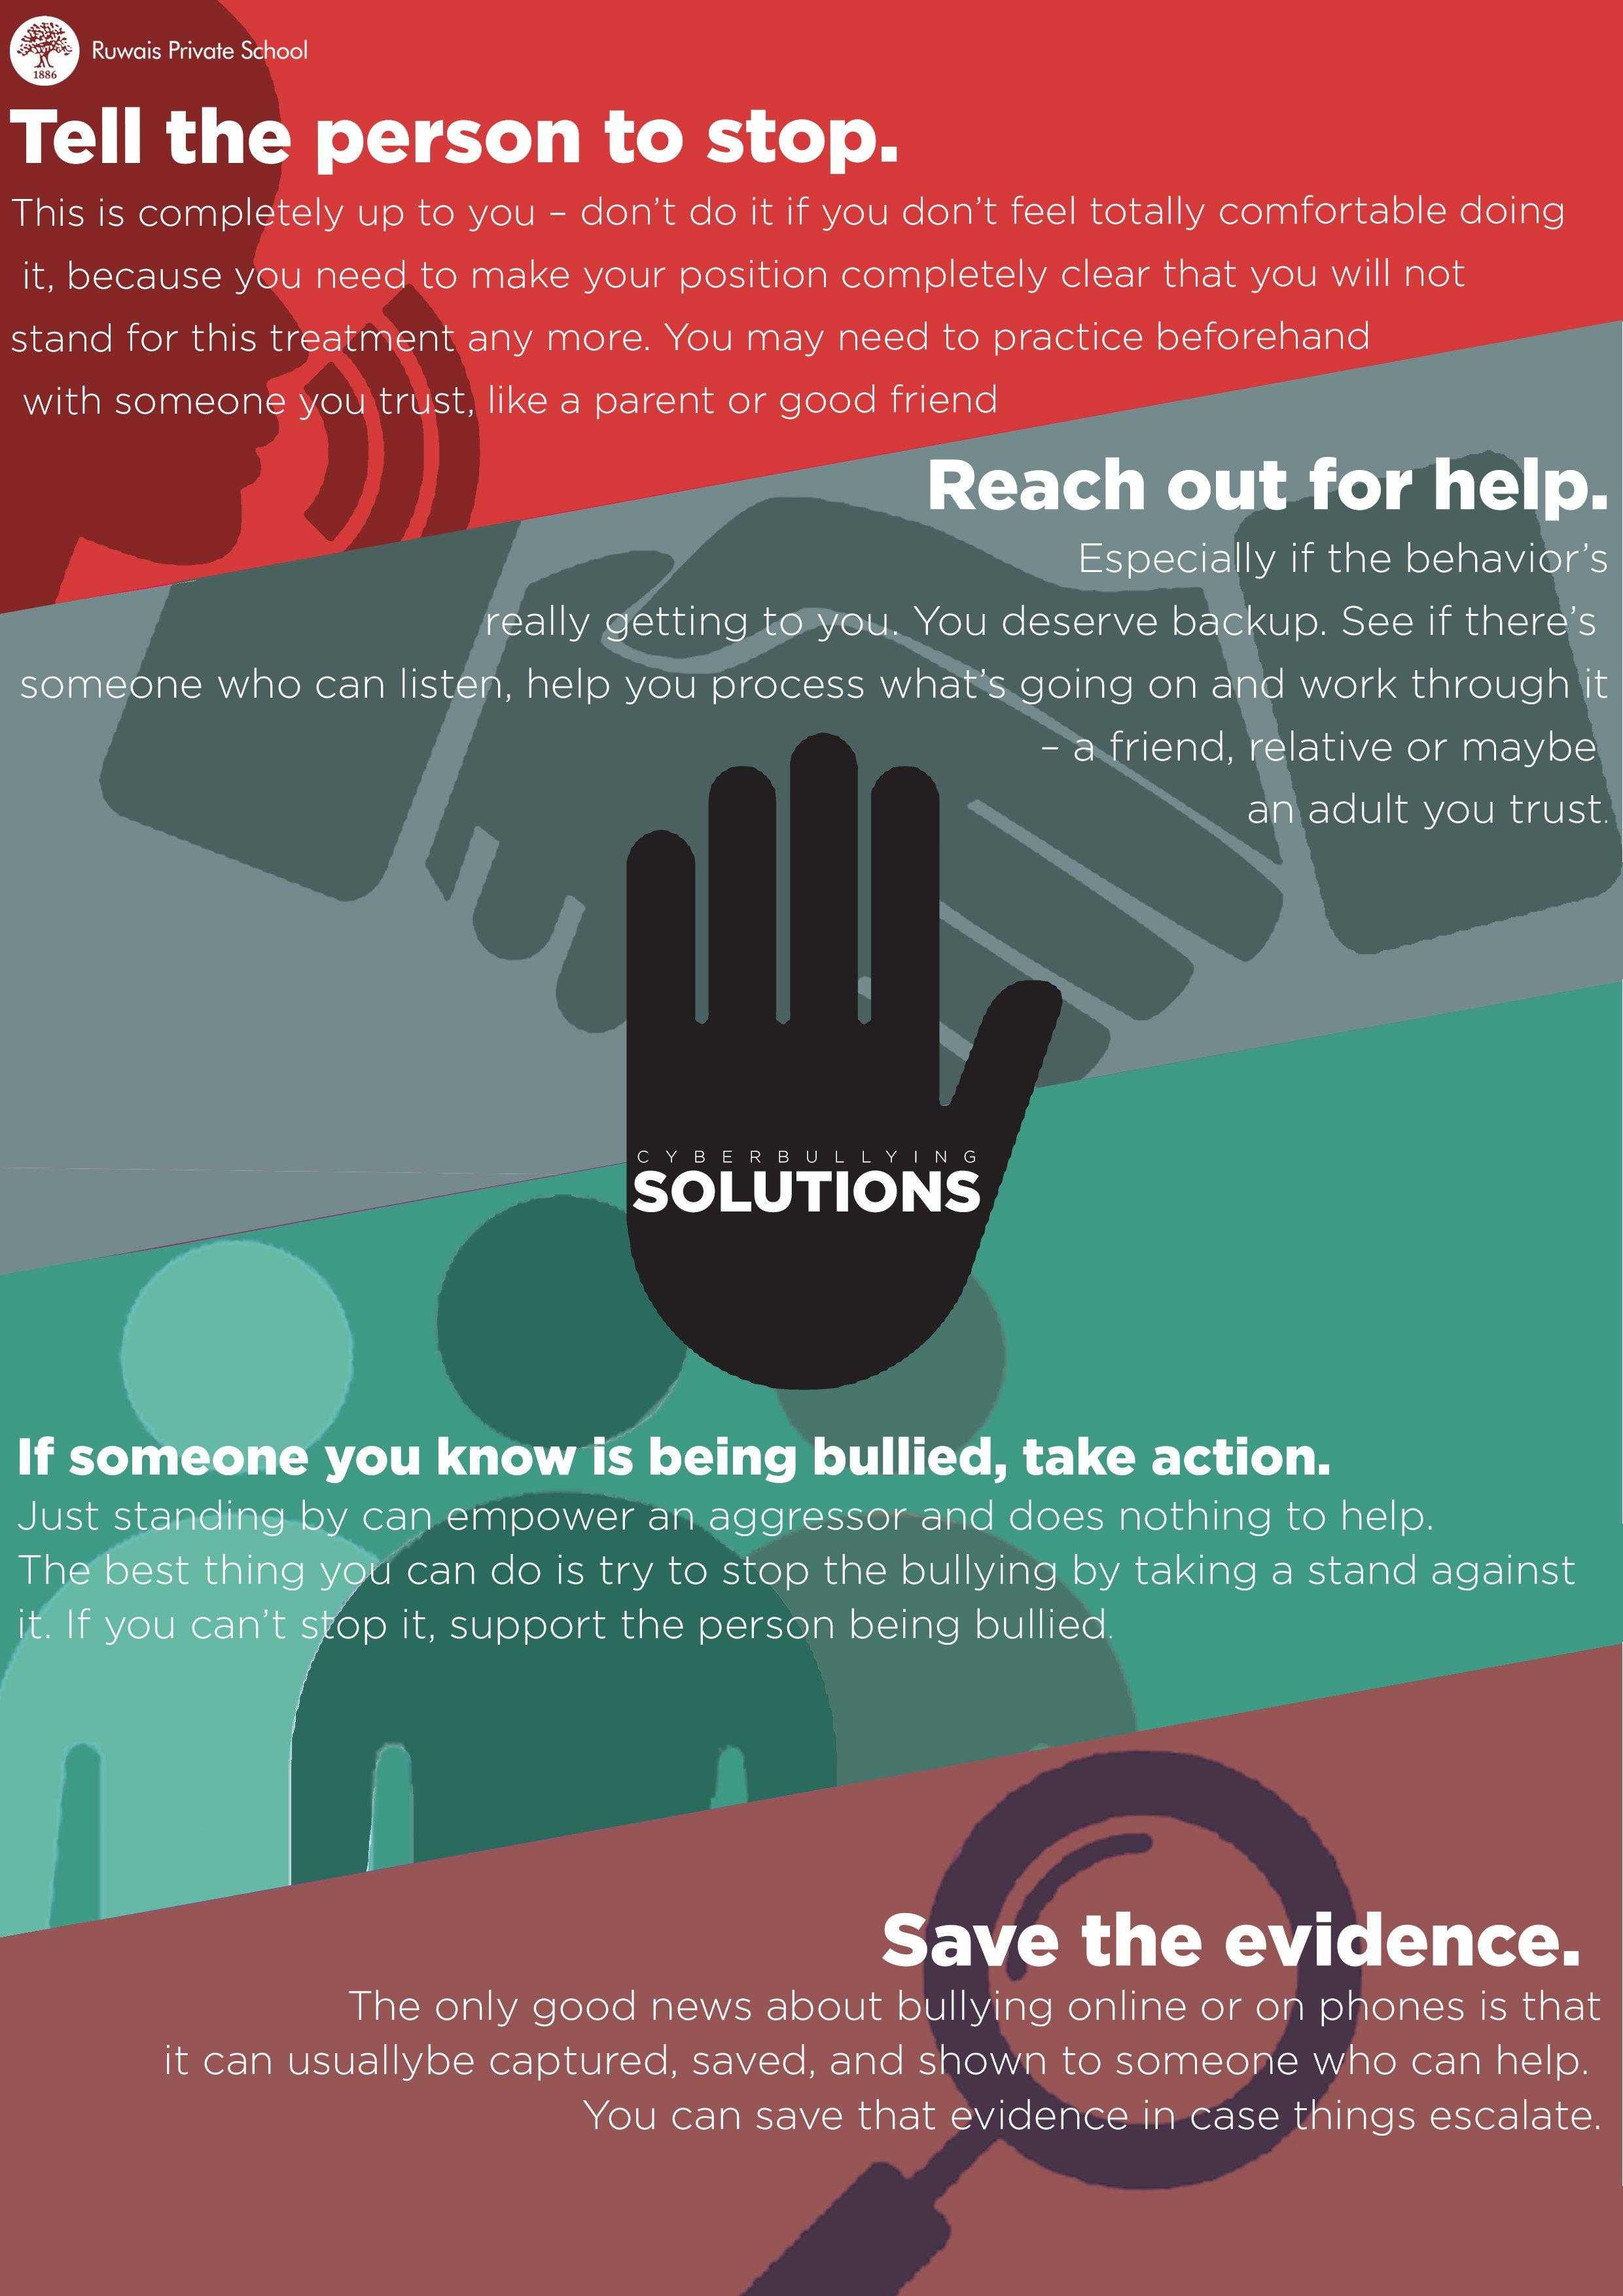 1886
Ruwais Private School
Tell the person to stop.
This is completely up to you – don't do it if you don't feel totally comfortable doing
it, because you need to make your position completely clear that you will not
stand for this treatment any more. You may need to practice beforehand
with someone you trust, like a parent or good friend
Reach out for help.
Especially if the behavior's
really getting to you. You deserve backup. See if there's
someone who can listen, help you process what's going on and work through it
– a friend, relative or maybe
an adult you trust.
CYBERBULLYING
SOLUTIONS
If someone you know is being bullied, take action.
Just standing by can empower an aggressor and does nothing to help.
The best thing you can do is try to stop the bullying by taking a stand against
it. If you can't stop it, support the person being bullied.
Save the evidence.
The only good news about bullying online or on phones is that
it can usuallybe captured, saved, and shown to someone who can help.
You can save that evidence in case things escalate.